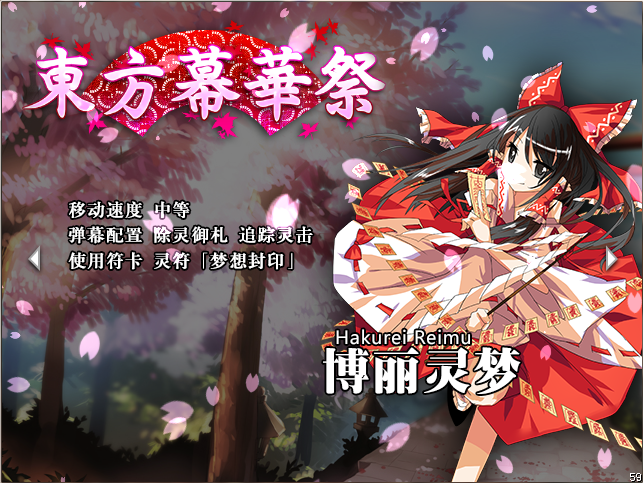 東方幕華祭
移动速度 中等
弹幕配置 除灵御札 追踪灵击
使用符卡 灵符「梦想封印」
Hakurei Reimu
博丽灵梦
59